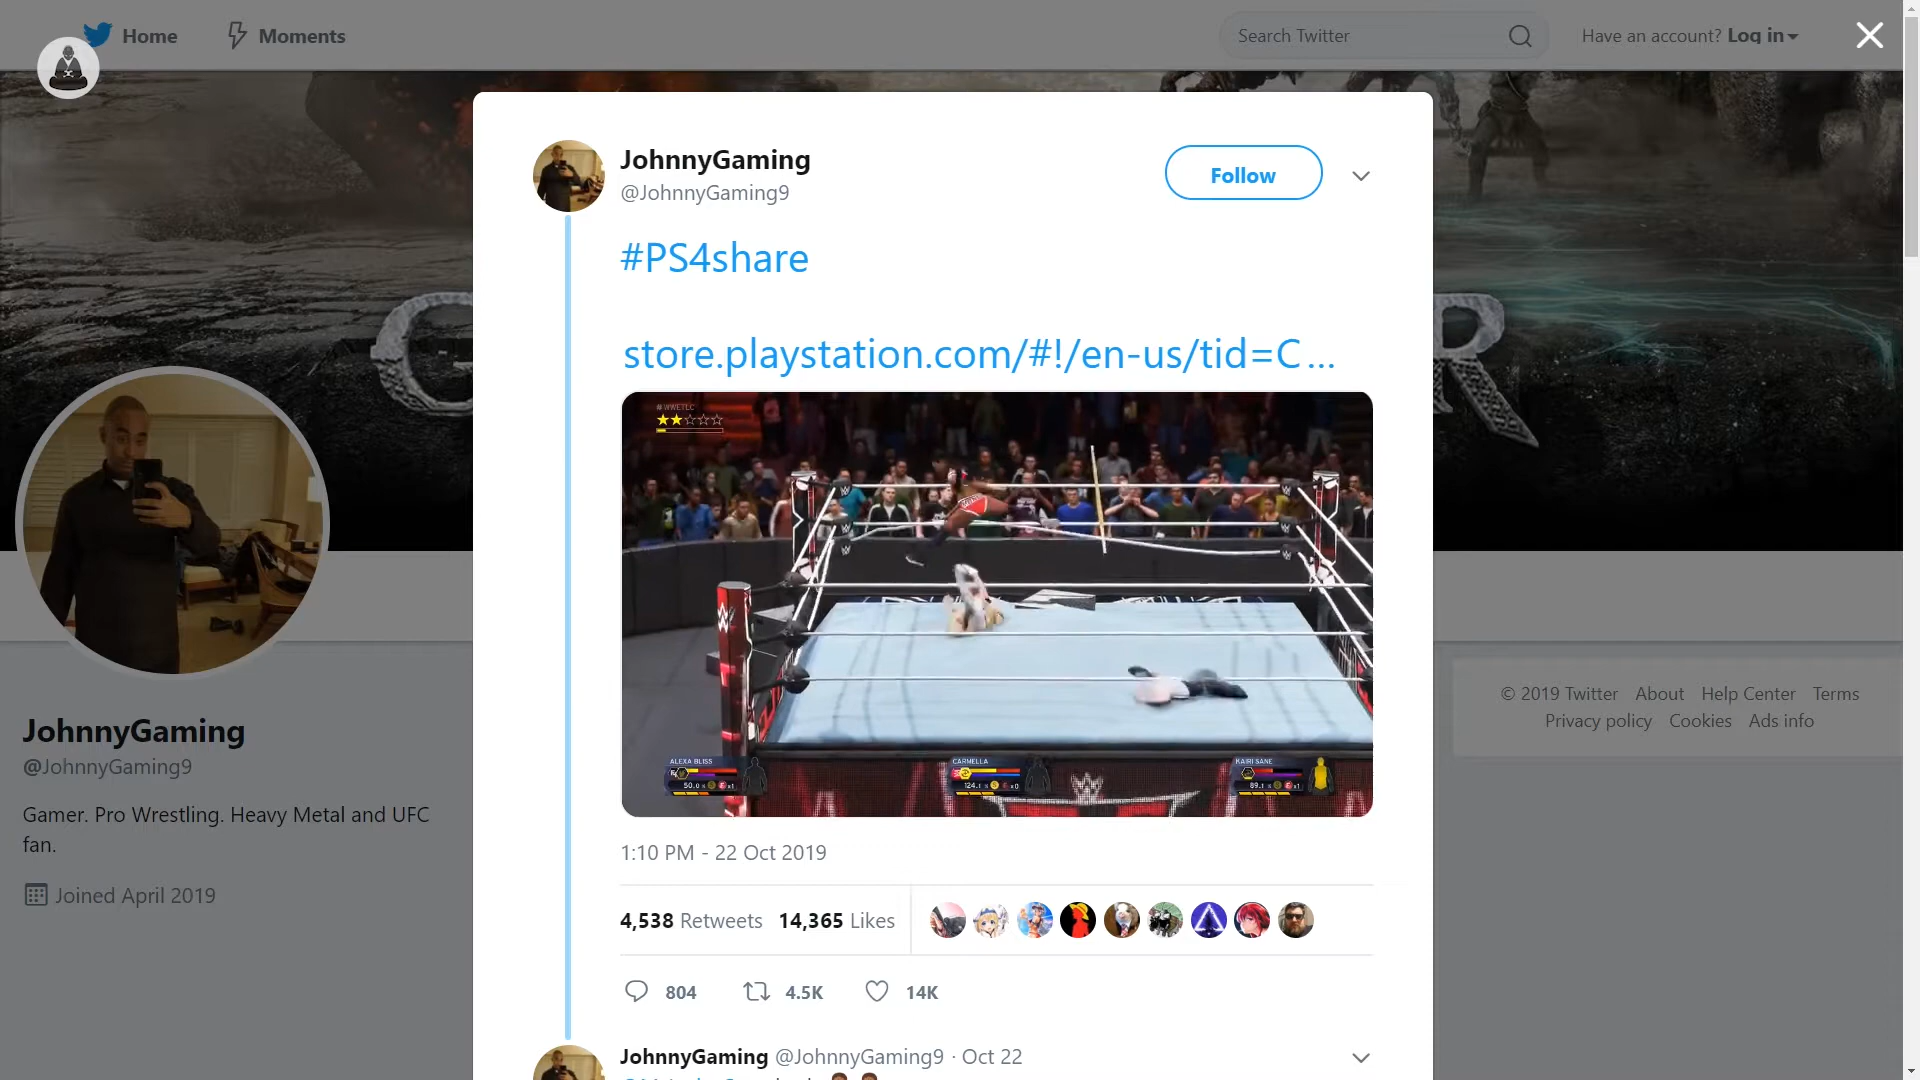 Home
Moments
Search Twitter
Have an account? Log in
JohnnyGaming
@JohnnyGaming9
Follow
#PS4share
store.playstation.com/#!/en-us/tid=C…
#WWETLC
ALEXA BLISS
CARMELLA
KAIRI SANE
1:10 PM - 22 Oct 2019
4,538 Retweets 14,365 Likes
804
4.5K
14K
JohnnyGaming @JohnnyGaming9 · Oct 22
JohnnyGaming
@JohnnyGaming9
Gamer. Pro Wrestling. Heavy Metal and UFC
fan.
Joined April 2019
© 2019 Twitter About Help Center Terms
Privacy policy Cookies Ads info